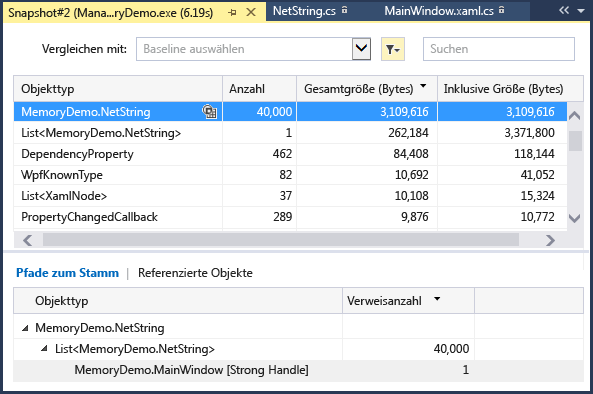 Snapshot#2 (Mana...ryDemo.exe (6.19s) NetString.cs MainWindow.xaml.cs
Vergleichen mit: Baseline auswählen Suchen
Objekttyp Anzahl Gesamtgröße (Bytes) Inklusive Größe (Bytes)
MemoryDemo.NetString 40,000 3,109,616 3,109,616
List<MemoryDemo.NetString> 1 262,184 3,371,800
DependencyProperty 462 84,408 118,144
WpfKnownType 82 10,692 41,052
List<XamlNode> 37 10,108 15,324
PropertyChangedCallback 289 9,876 10,772
Pfade zum Stamm | Referenzierte Objekte
Objekttyp Verweisanzahl
MemoryDemo.NetString
List<MemoryDemo.NetString> 40,000
MemoryDemo.MainWindow [Strong Handle] 1